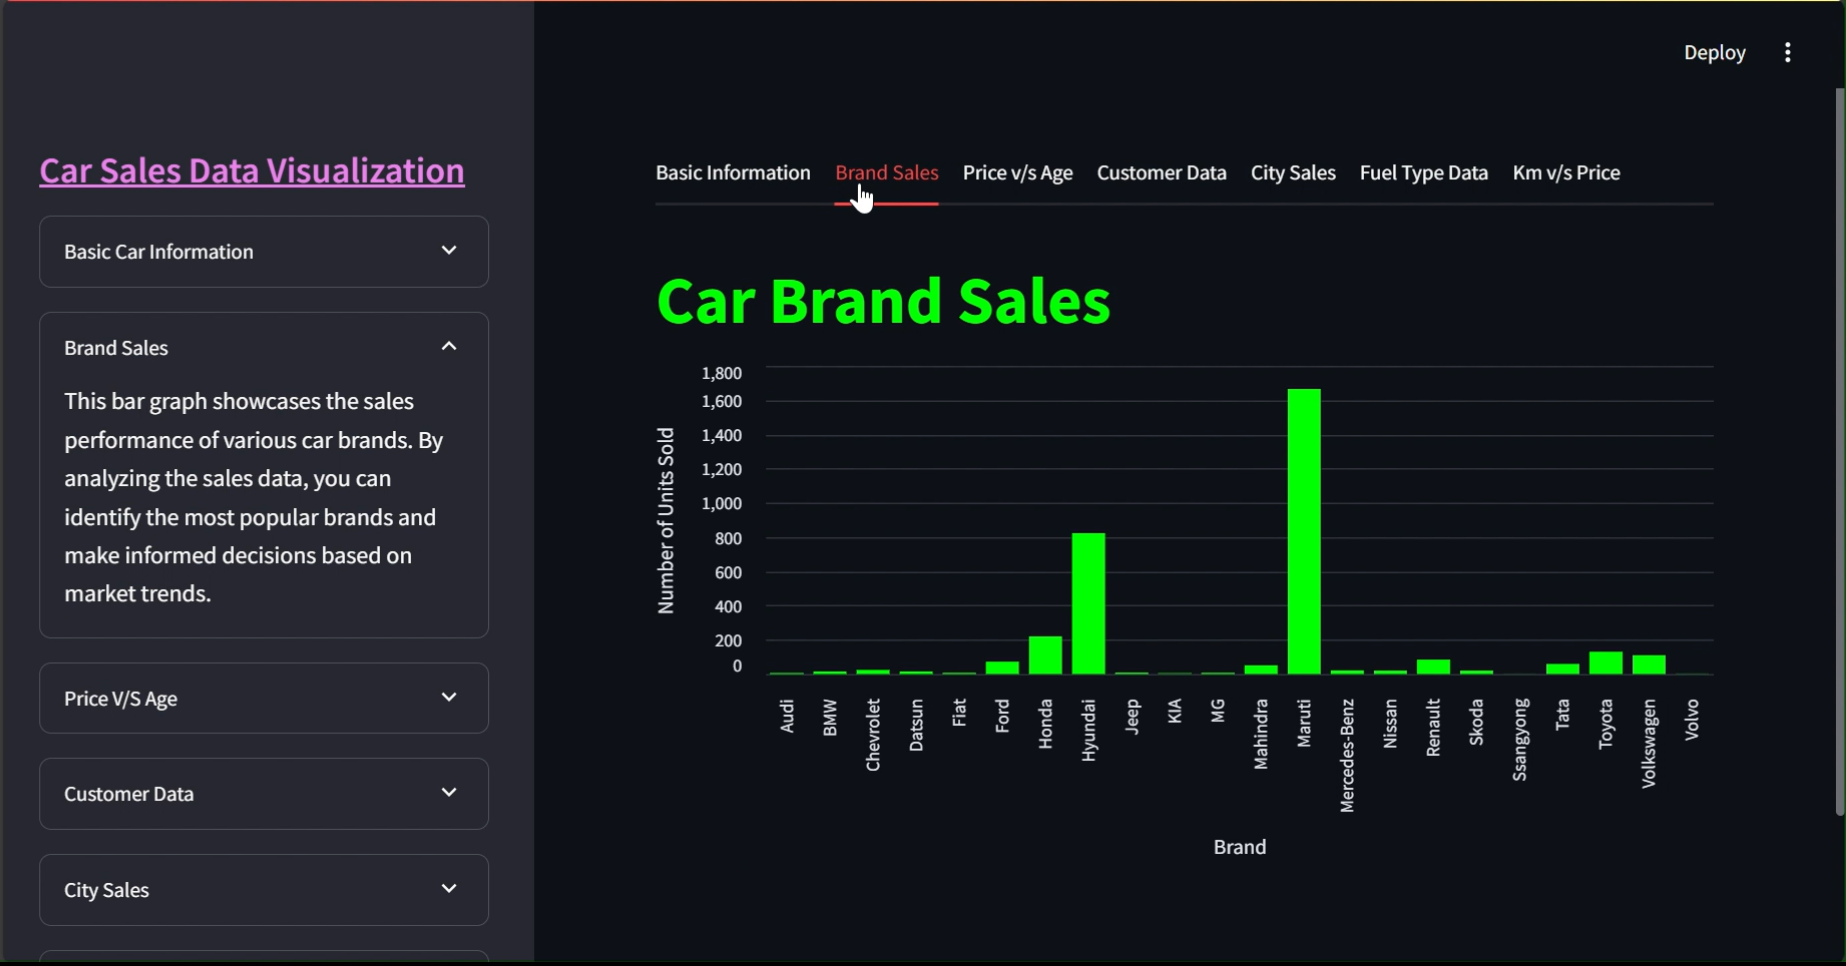 Deploy
Car Sales Data Visualization
Basic Car Information
Brand Sales
This bar graph showcases the sales
performance of various car brands. By
analyzing the sales data, you can
identify the most popular brands and
make informed decisions based on
market trends.
Price V/S Age
Customer Data
City Sales
Basic Information Brand Sales Price v/s Age Customer Data City Sales Fuel Type Data Km v/s Price
Car Brand Sales
Number of Units Sold
1,800
1,600
1,400
1,200
1,000
800
600
400
200
0
Audi
BMW
Chevrolet
Datsun
Fiat
Ford
Honda
Hyundai
Jeep
KIA
MG
Mahindra
Maruti
Mercedes-Benz
Nissan
Renault
Skoda
Ssangyong
Tata
Toyota
Volkswagen
Volvo
Brand